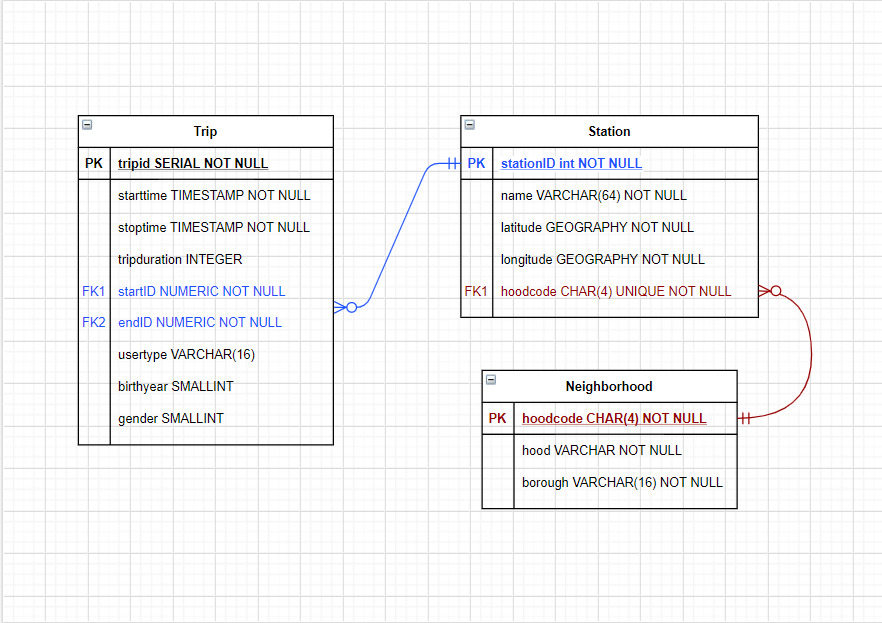 Trip
PK tripid SERIAL NOT NULL
starttime TIMESTAMP NOT NULL
stoptime TIMESTAMP NOT NULL
tripduration INTEGER
FK1 startID NUMERIC NOT NULL
FK2 endID NUMERIC NOT NULL
usertype VARCHAR(16)
birthyear SMALLINT
gender SMALLINT
Station
PK stationID int NOT NULL
name VARCHAR(64) NOT NULL
latitude GEOGRAPHY NOT NULL
longitude GEOGRAPHY NOT NULL
FK1 hoodcode CHAR(4) UNIQUE NOT NULL
Neighborhood
PK hoodcode CHAR(4) NOT NULL
hood VARCHAR NOT NULL
borough VARCHAR(16) NOT NULL